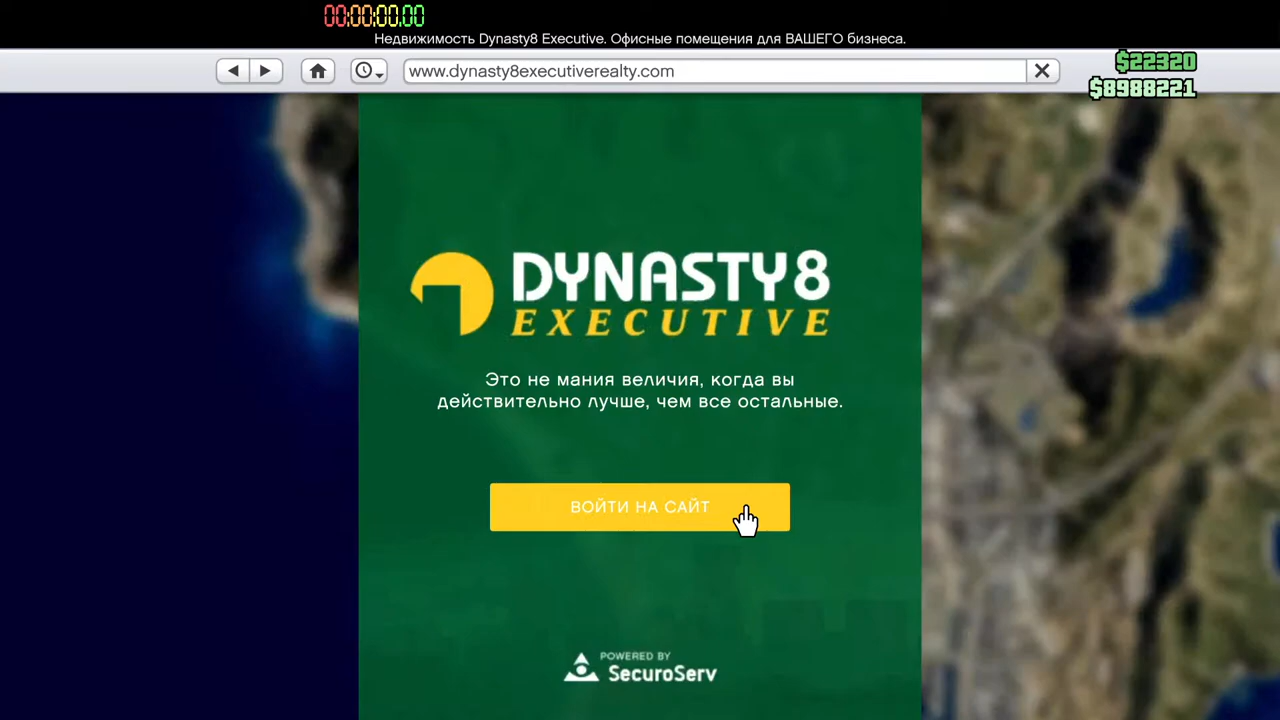 00:00:00.00
Недвижимость Dynasty8 Executive. Офисные помещения для ВАШЕГО бизнеса.
www.dynasty8executiverealty.com
$22320
$8988221
DYNASTY8
EXECUTIVE
Это не мания величия, когда вы
действительно лучше, чем все остальные.
ВОЙТИ НА САЙТ
POWERED BY
SecuroServ